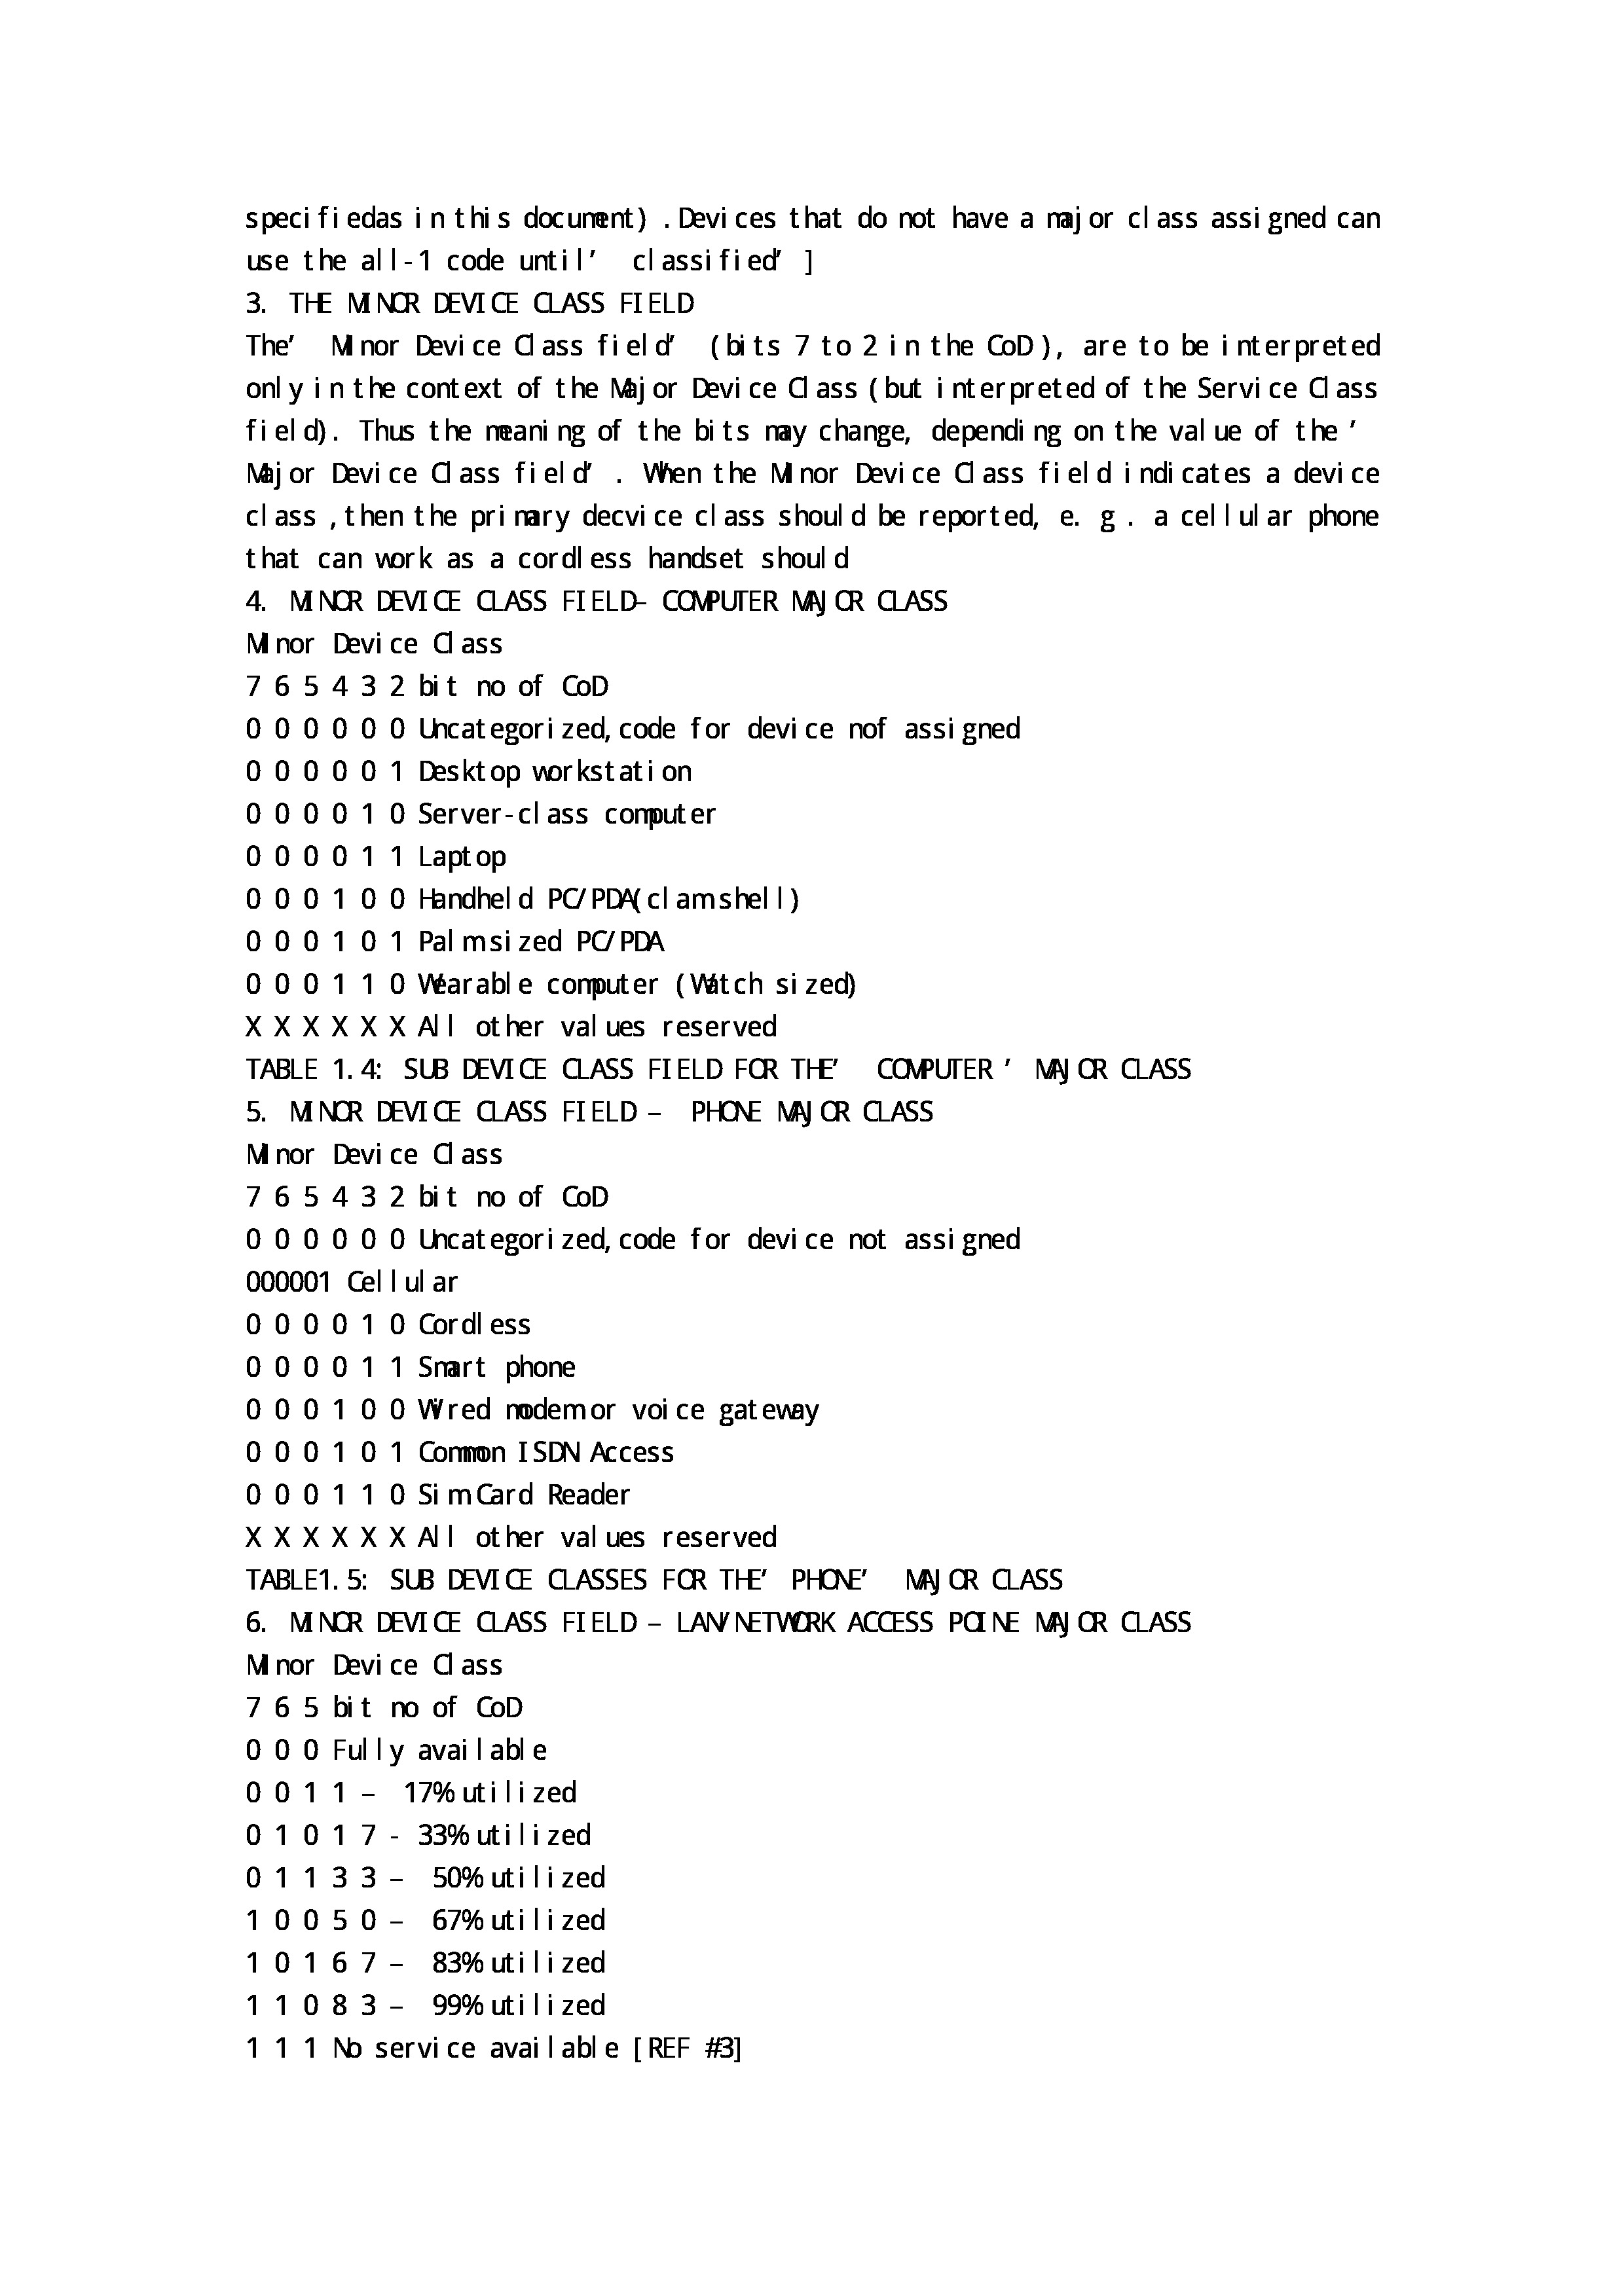 specifiedas in this document) .Devices that do not have a major class assigned can
use the all-1 code until’ classified’ ]
3. THE MINOR DEVICE CLASS FIELD
The’ Minor Device Class field’ (bits 7 to 2 in the CoD), are to be interpreted
only in the context of the Major Device Class (but interpreted of the Service Class
field). Thus the meaning of the bits may change, depending on the value of the ’
Major Device Class field’ . When the Minor Device Class field indicates a device
class ,then the primary decvice class should be reported, e. g . a cellular phone
that can work as a cordless handset should
4. MINOR DEVICE CLASS FIELD– COMPUTER MAJOR CLASS
Minor Device Class
7 6 5 4 3 2 bit no of CoD
0 0 0 0 0 0 Uncategorized,code for device nof assigned
0 0 0 0 0 1 Desktop workstation
0 0 0 0 1 0 Server-class computer
0 0 0 0 1 1 Laptop
0 0 0 1 0 0 Handheld PC/PDA(clamshell)
0 0 0 1 0 1 Palmsized PC/PDA
0 0 0 1 1 0 Wearable computer (Watch sized)
X X X X X X All other values reserved
TABLE 1.4: SUB DEVICE CLASS FIELD FOR THE’ COMPUTER ’ MAJOR CLASS
5. MINOR DEVICE CLASS FIELD – PHONE MAJOR CLASS
Minor Device Class
7 6 5 4 3 2 bit no of CoD
0 0 0 0 0 0 Uncategorized,code for device not assigned
000001 Cellular
0 0 0 0 1 0 Cordless
0 0 0 0 1 1 Smart phone
0 0 0 1 0 0 Wired modem or voice gateway
0 0 0 1 0 1 Common ISDN Access
0 0 0 1 1 0 Sim Card Reader
X X X X X X All other values reserved
TABLE1.5: SUB DEVICE CLASSES FOR THE’ PHONE’ MAJOR CLASS
6. MINOR DEVICE CLASS FIELD – LAN/NETWORK ACCESS POINE MAJOR CLASS
Minor Device Class
7 6 5 bit no of CoD
0 0 0 Fully available
0 0 1 1 – 17% utilized
0 1 0 1 7 - 33% utilized
0 1 1 3 3 – 50% utilized
1 0 0 5 0 – 67% utilized
1 0 1 6 7 – 83% utilized
1 1 0 8 3 – 99% utilized
1 1 1 No service available [REF #3]